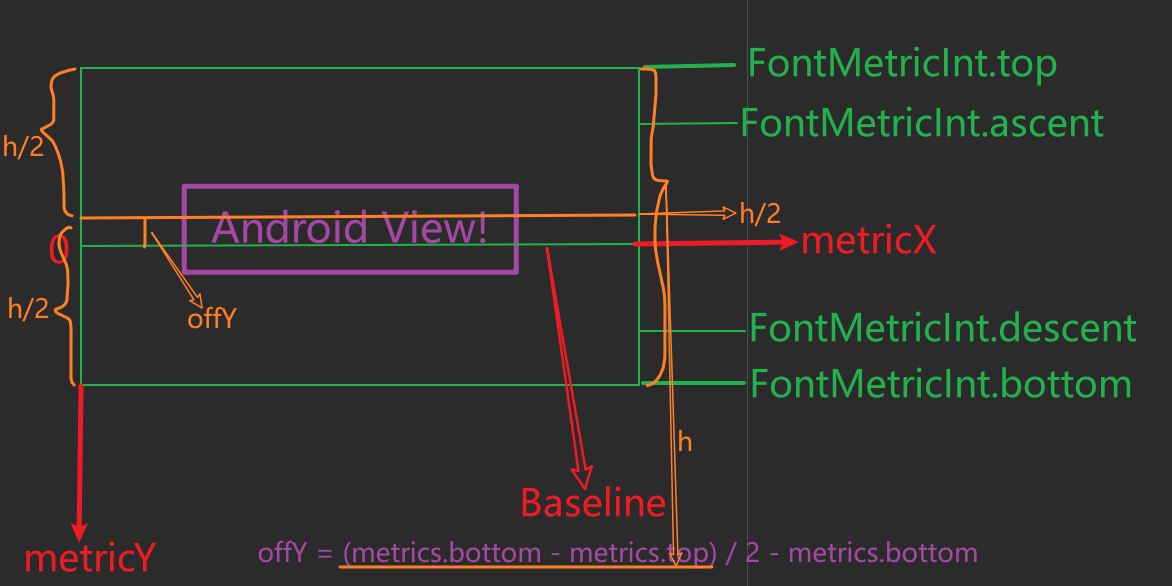 FontMetricInt.top
FontMetricInt.ascent
h/2
h/2
Android View!
0
metricX
offY
h/2
FontMetricInt.descent
FontMetricInt.bottom
h
Baseline
metricY
offY = (metrics.bottom - metrics.top) / 2 - metrics.bottom